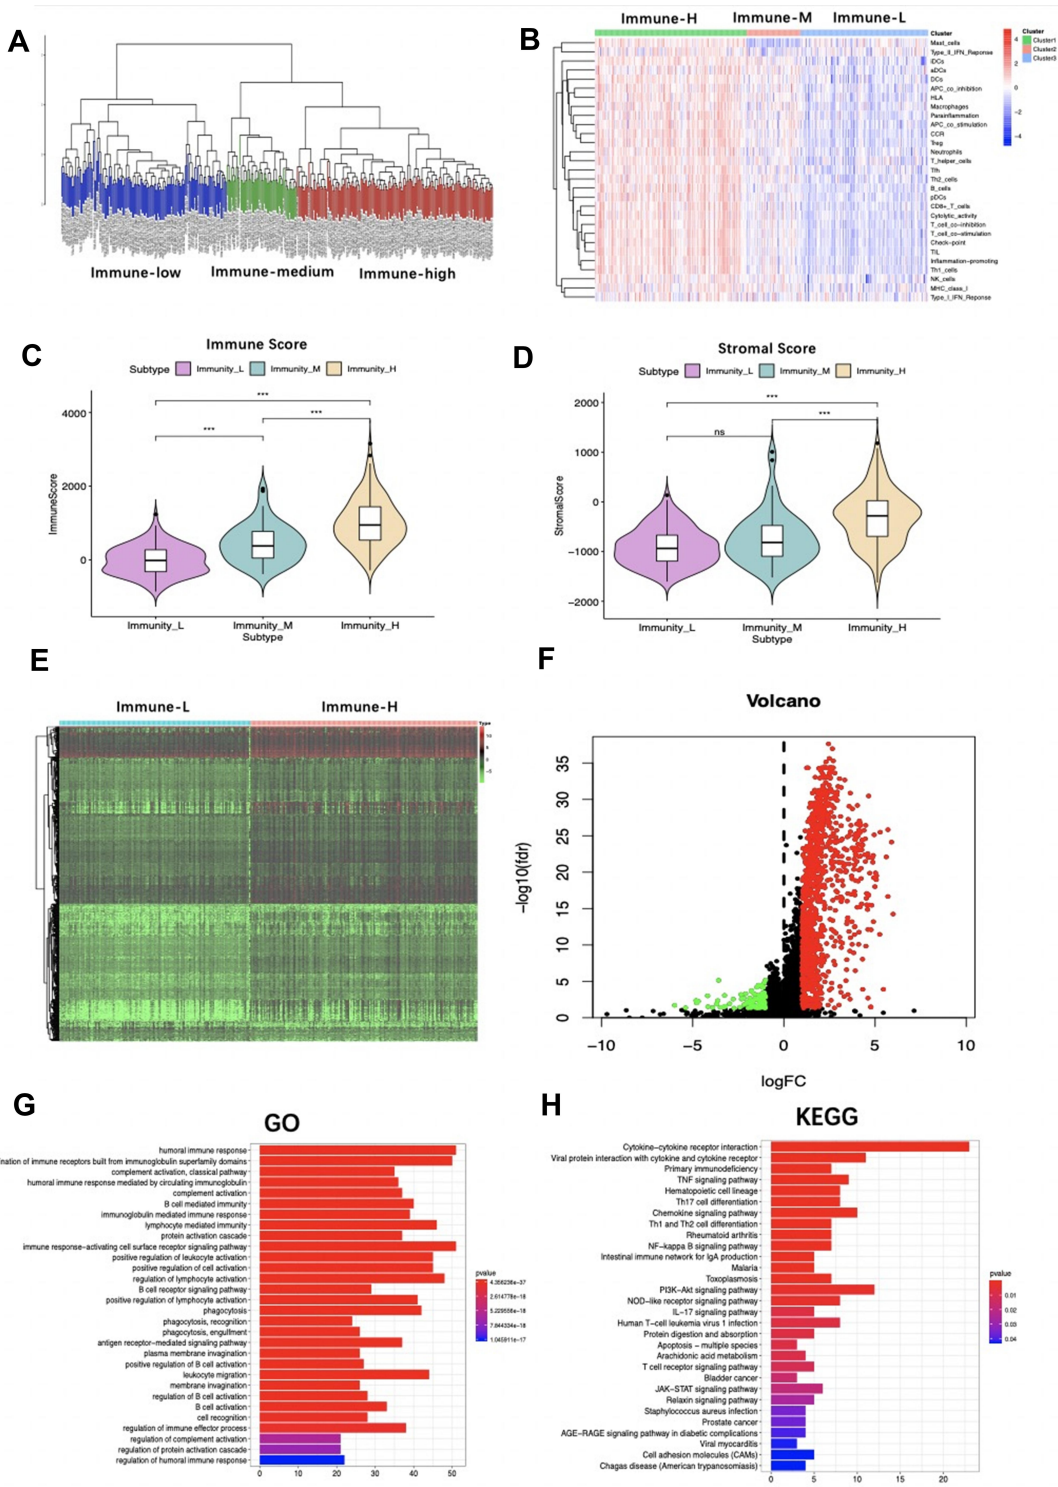 A
Immune-low
Immune-medium
Immune-high
B
Immune-H
Immune-M
Immune-L
Cluster
Mast_cells
Type_II_IFN_Reponse
iDCs
aDCs
DCs
APC_co_inhibition
HLA
Macrophages
Parainflammation
APC_co_stimulation
CCR
Treg
Neutrophils
T_helper_cells
Tfh
Th2_cells
B_cells
pDCs
CD8+_T_cells
Cytolytic_activity
T_cell_co-inhibition
T_cell_co-stimulation
Check-point
TIL
Inflammation-promoting
Th1_cells
NK_cells
MHC_class_I
Type_I_IFN_Reponse
4
2
0
−2
−4
Cluster
Cluster1
Cluster2
Cluster3
C
Immune Score
Subtype
Immunity_L
Immunity_M
Immunity_H
***
***
***
4000
2000
0
ImmuneScore
Immunity_L
Immunity_M
Immunity_H
Subtype
D
Stromal Score
Subtype
Immunity_L
Immunity_M
Immunity_H
***
***
ns
2000
1000
0
−1000
−2000
StromalScore
Immunity_L
Immunity_M
Immunity_H
Subtype
E
Immune-L
Immune-H
Type
F
Volcano
−log10(fdr)
35
30
25
20
15
10
5
0
−10
−5
0
5
10
logFC
G
GO
humoral immune response
ination of immune receptors built from immunoglobulin superfamily domains
complement activation, classical pathway
humoral immune response mediated by circulating immunoglobulin
complement activation
B cell mediated immunity
immunoglobulin mediated immune response
lymphocyte mediated immunity
protein activation cascade
immune response−activating cell surface receptor signaling pathway
positive regulation of leukocyte activation
positive regulation of cell activation
regulation of lymphocyte activation
B cell receptor signaling pathway
positive regulation of lymphocyte activation
phagocytosis
phagocytosis, recognition
phagocytosis, engulfment
antigen receptor−mediated signaling pathway
plasma membrane invagination
positive regulation of B cell activation
leukocyte migration
membrane invagination
regulation of B cell activation
B cell activation
cell recognition
regulation of immune effector process
regulation of complement activation
regulation of protein activation cascade
regulation of humoral immune response
0
10
20
30
40
50
pvalue
H
KEGG
Cytokine−cytokine receptor interaction
Viral protein interaction with cytokine and cytokine receptor
Primary immunodeficiency
TNF signaling pathway
Hematopoietic cell lineage
Th17 cell differentiation
Chemokine signaling pathway
Th1 and Th2 cell differentiation
Rheumatoid arthritis
NF−kappa B signaling pathway
Intestinal immune network for IgA production
Malaria
Toxoplasmosis
PI3K−Akt signaling pathway
NOD−like receptor signaling pathway
IL−17 signaling pathway
Human T−cell leukemia virus 1 infection
Protein digestion and absorption
Apoptosis − multiple species
Arachidonic acid metabolism
T cell receptor signaling pathway
Bladder cancer
JAK−STAT signaling pathway
Relaxin signaling pathway
Staphylococcus aureus infection
Prostate cancer
AGE−RAGE signaling pathway in diabetic complications
Viral myocarditis
Cell adhesion molecules (CAMs)
Chagas disease (American trypanosomiasis)
0
5
10
15
20
pvalue
0.01
0.02
0.03
0.04